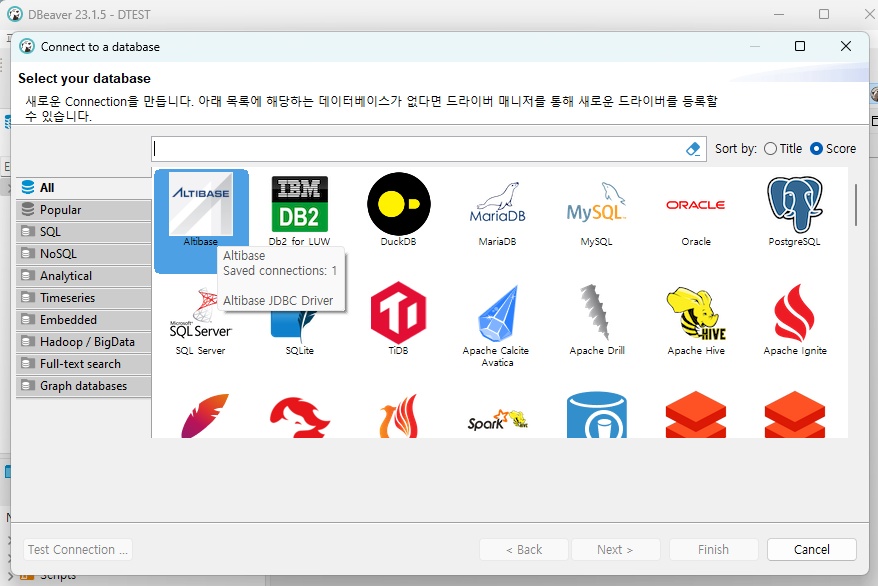 DBeaver 23.1.5 - DTEST
Connect to a database
Select your database
새로운 Connection을 만듭니다. 아래 목록에 해당하는 데이터베이스가 없다면 드라이버 매니저를 통해 새로운 드라이버를 등록할
수 있습니다.
Sort by: Title Score
All
Popular
SQL
NoSQL
Analytical
Timeseries
Embedded
Hadoop / BigData
Full-text search
Graph databases
ALTIBASE
IBM
DB2
MariaDB
MySQL
ORACLE
Altibase
Db2 for LUW
DuckDB
MariaDB
MySQL
Oracle
PostgreSQL
Altibase
Saved connections: 1
Altibase JDBC Driver
Microsoft
SQL Server
HIVE
SQL Server
SQLite
TiDB
Apache Calcite
Avatica
Apache Drill
Apache Hive
Apache Ignite
Spark
HIVE
Test Connection ...
< Back
Next >
Finish
Cancel
Scripts